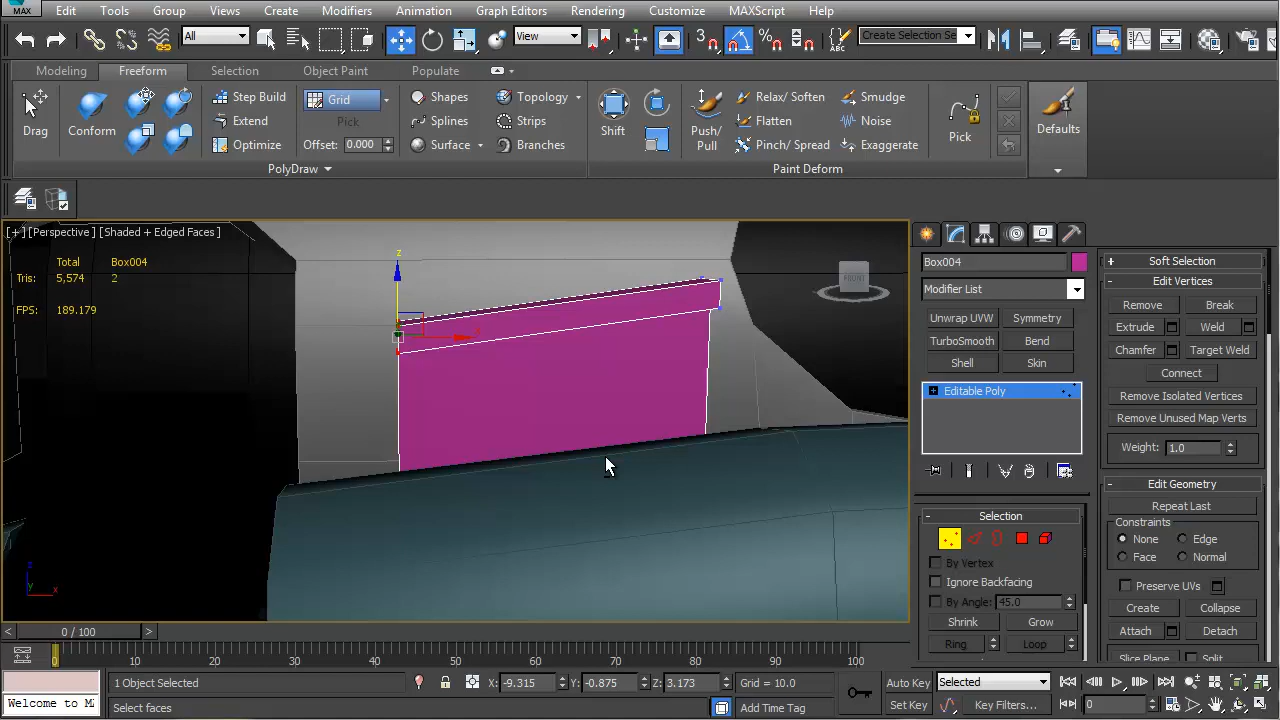 MAX Edit Tools Group Views Create Modifiers Animation Graph Editors Rendering Customize MAXScript Help
All View 3 % ABC Create Selection Se
Modeling Freeform Selection Object Paint Populate
Drag Conform Step Build Extend Optimize Grid Pick Offset: 0.000 Shapes Splines Surface Topology Strips Branches Shift Push/ Pull Relax/ Soften Flatten Pinch/ Spread Smudge Noise Exaggerate Pick Defaults
PolyDraw Paint Deform
[+] [Perspective] [Shaded + Edged Faces]
Total Box004
Tris: 5,574 2
FPS: 189.179
z
x
FRONT
z
y x
Box004
Modifier List
Unwrap UVW Symmetry
TurboSmooth Bend
Shell Skin
Editable Poly
Selection
By Vertex
Ignore Backfacing
By Angle: 45.0
Shrink Grow
Ring Loop
Soft Selection
Edit Vertices
Remove Break
Extrude Weld
Chamfer Target Weld
Connect
Remove Isolated Vertices
Remove Unused Map Verts
Weight: 1.0
Edit Geometry
Repeat Last
Constraints
None Edge
Face Normal
Preserve UVs
Create Collapse
Attach Detach
Slice Plane Split
< 0 / 100 >
0 10 20 30 40 50 60 70 80 90 100
1 Object Selected X: -9.315 Y: -0.875 Z: 3.173 Grid = 10.0 Auto Key Selected
Welcome to M Select faces Add Time Tag Set Key Key Filters... 0